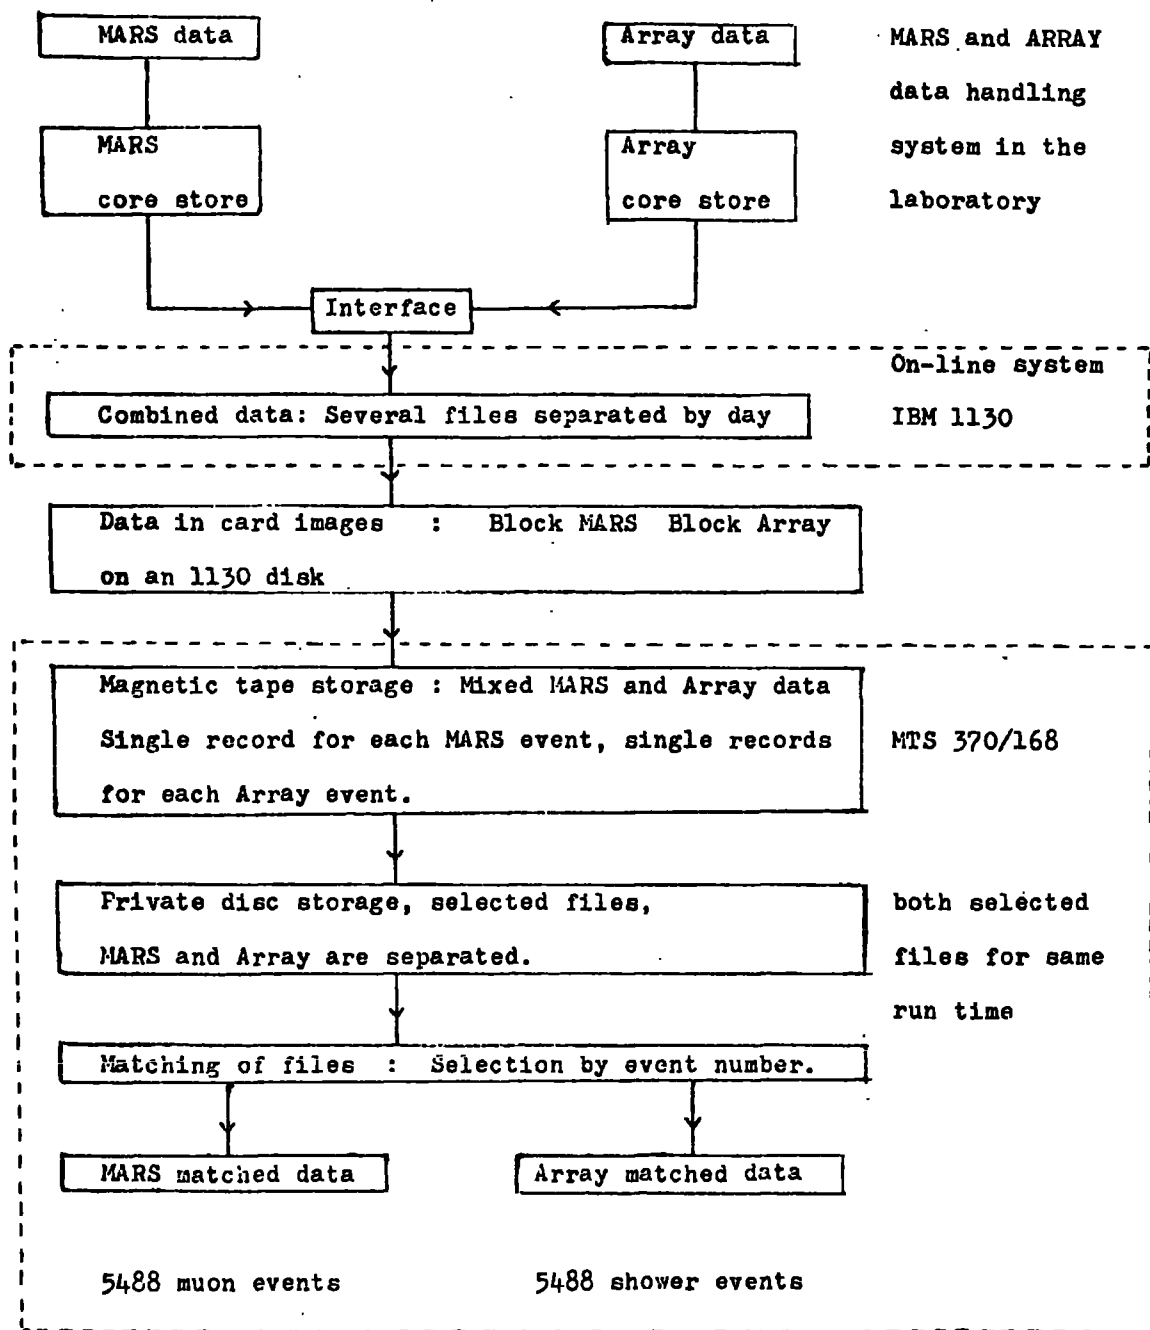 MARS data
Array data
MARS and ARRAY
data handling
system in the
laboratory
MARS
core store
Array
core store
Interface
On-line system
IBM 1130
Combined data: Several files separated by day
Data in card images : Block MARS Block Array
on an 1130 disk
Magnetic tape storage : Mixed MARS and Array data
Single record for each MARS event, single records
for each Array event.
MTS 370/168
Private disc storage, selected files,
MARS and Array are separated.
both selected
files for same
run time
Matching of files : Selection by event number.
MARS matched data
Array matched data
5488 muon events
5488 shower events